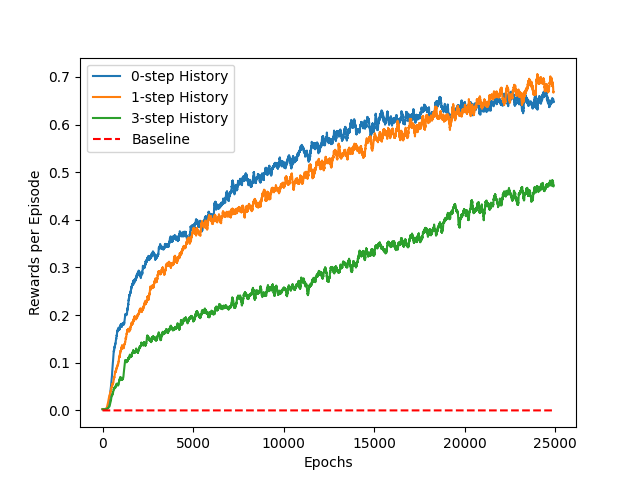 0-step History
1-step History
3-step History
Baseline
Rewards per Episode
0.7
0.6
0.5
0.4
0.3
0.2
0.1
0.0
0
5000
10000
15000
20000
25000
Epochs